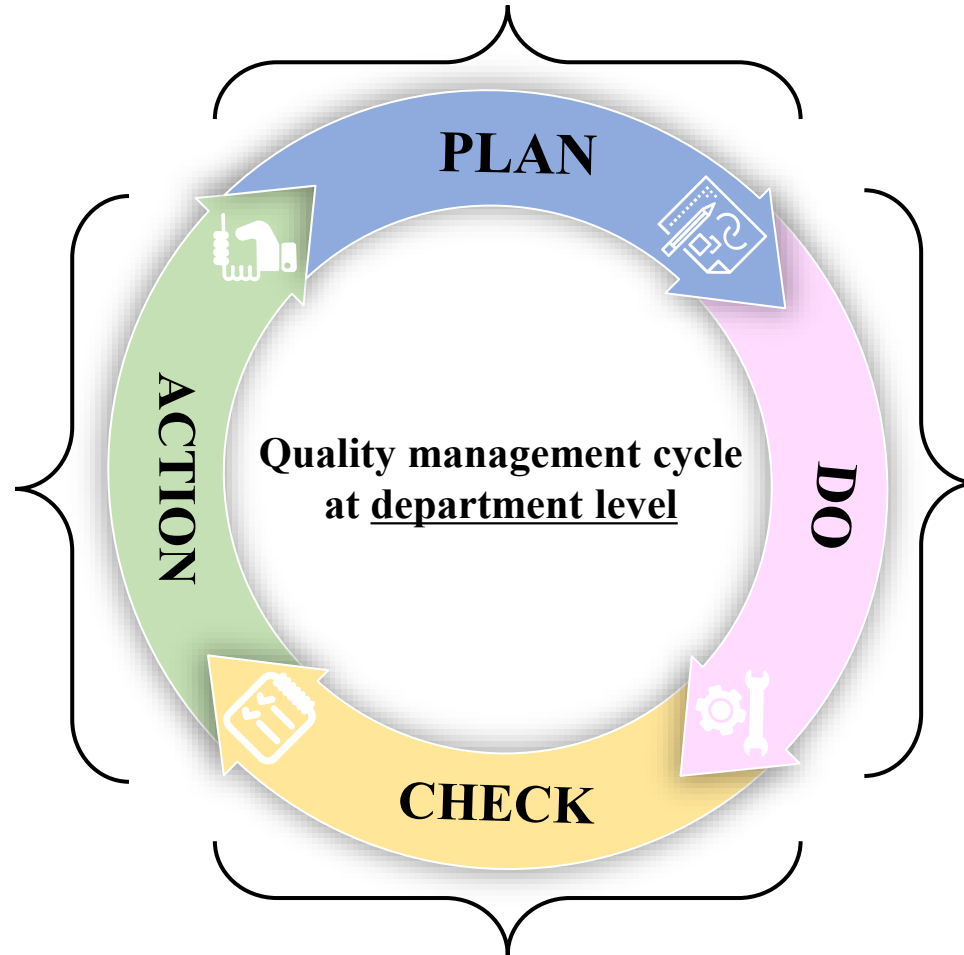 PLAN
DO
CHECK
ACTION
Quality management cycle
at department level